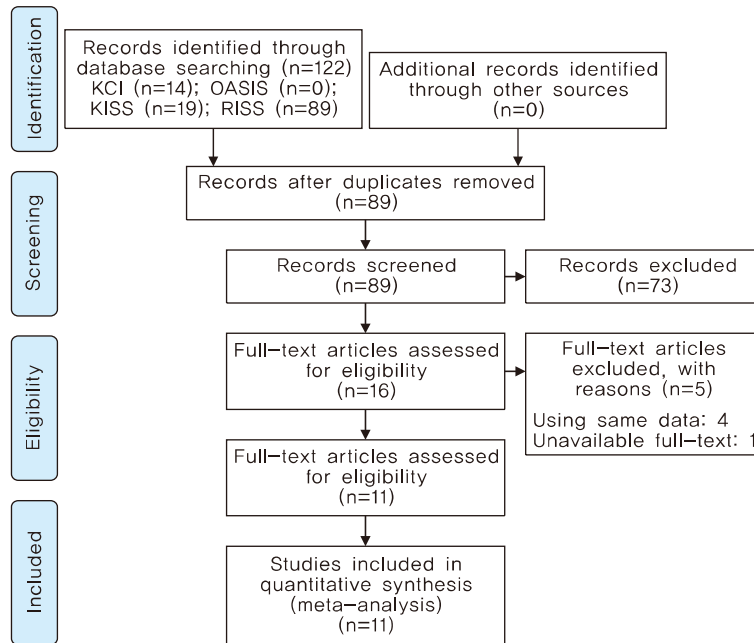 Identification
Records identified through
database searching (n=122)
KCI (n=14); OASIS (n=0);
KISS (n=19); RISS (n=89)
Additional records identified
through other sources
(n=0)
Screening
Records after duplicates removed
(n=89)
Records screened
(n=89)
Records excluded
(n=73)
Eligibility
Full-text articles assessed
for eligibility
(n=16)
Full-text articles
excluded, with
reasons (n=5)
Using same data: 4
Unavailable full-text: 1
Full-text articles assessed
for eligibility
(n=11)
Included
Studies included in
quantitative synthesis
(meta-analysis)
(n=11)